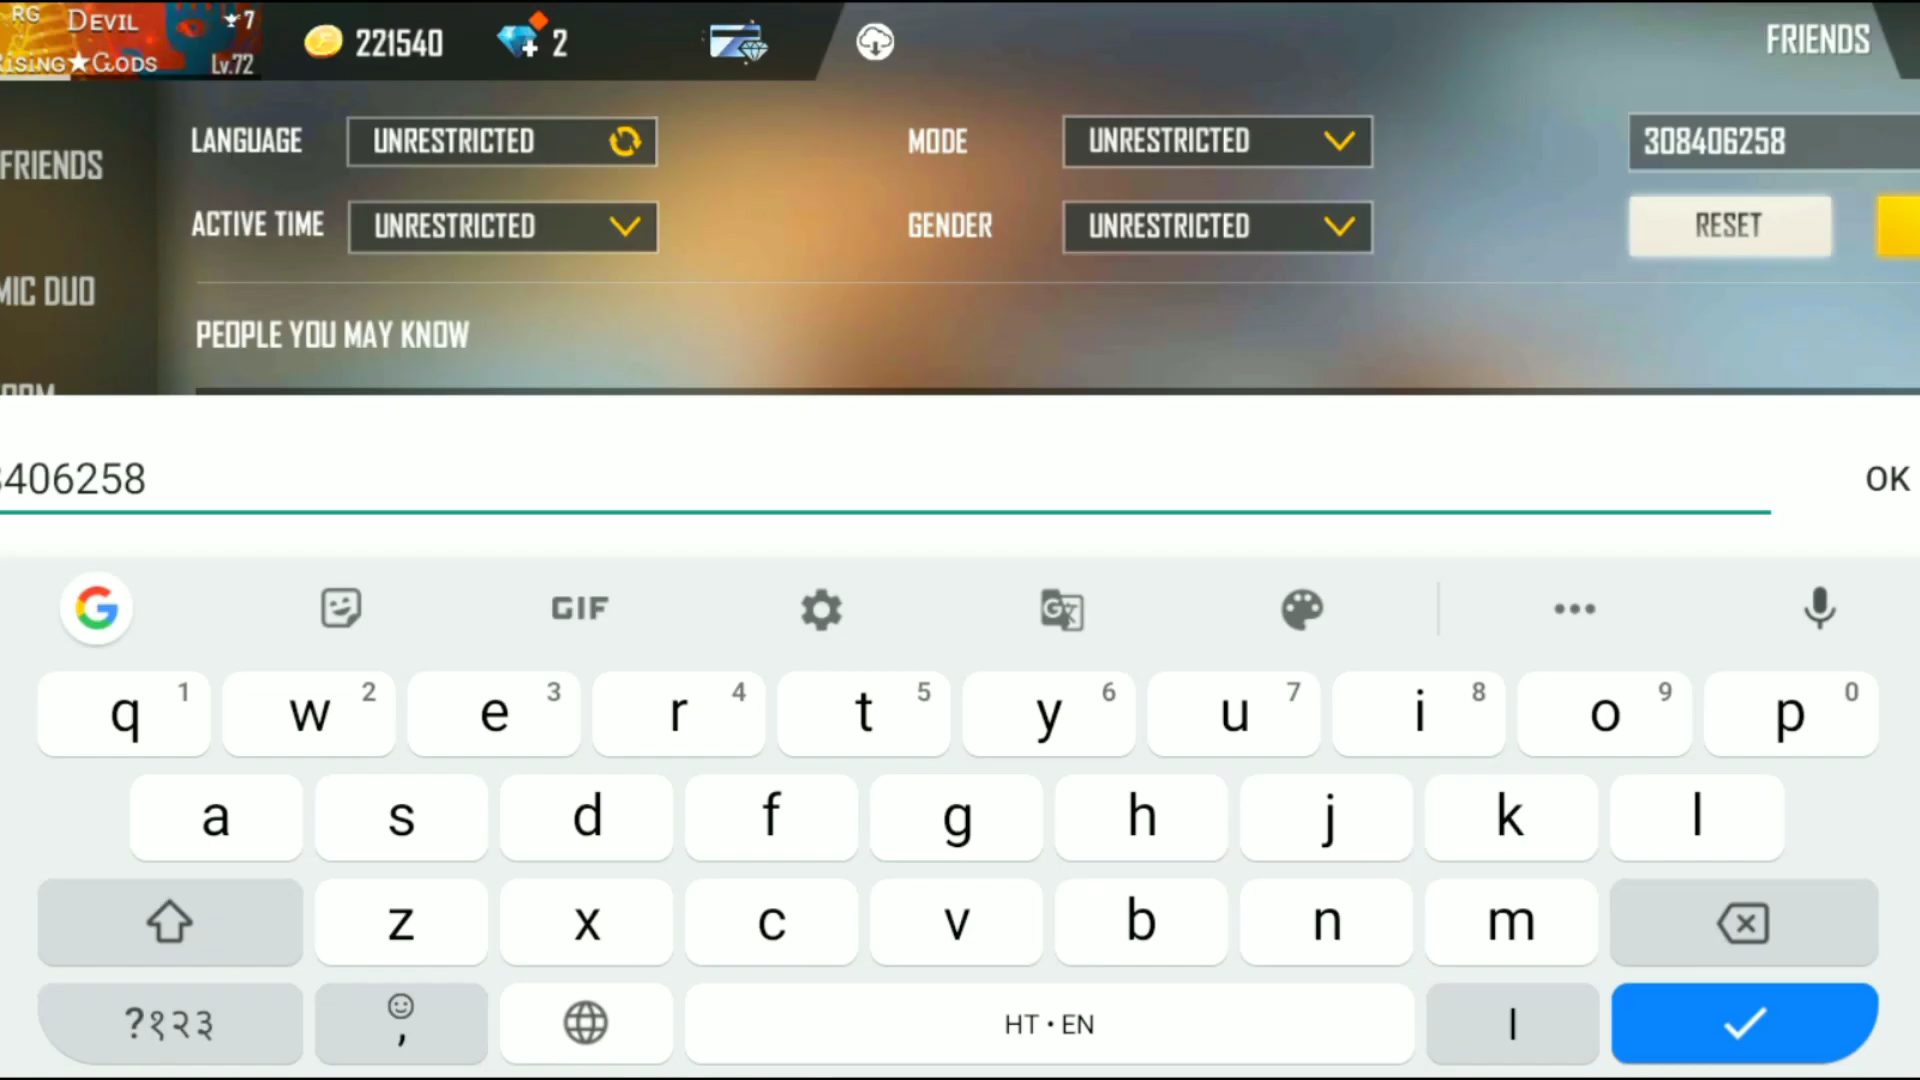 RG DEVIL 7
RISING★GODS Lv.72
221540
2
FRIENDS
LANGUAGE UNRESTRICTED
MODE UNRESTRICTED
308406258
FRIENDS
ACTIVE TIME UNRESTRICTED
GENDER UNRESTRICTED
RESET
MIC DUO
PEOPLE YOU MAY KNOW
406258
OK
G GIF
q 1 w 2 e 3 r 4 t 5 y 6 u 7 i 8 o 9 p 0
a s d f g h j k l
z x c v b n m
?१२३ , HT • EN ।